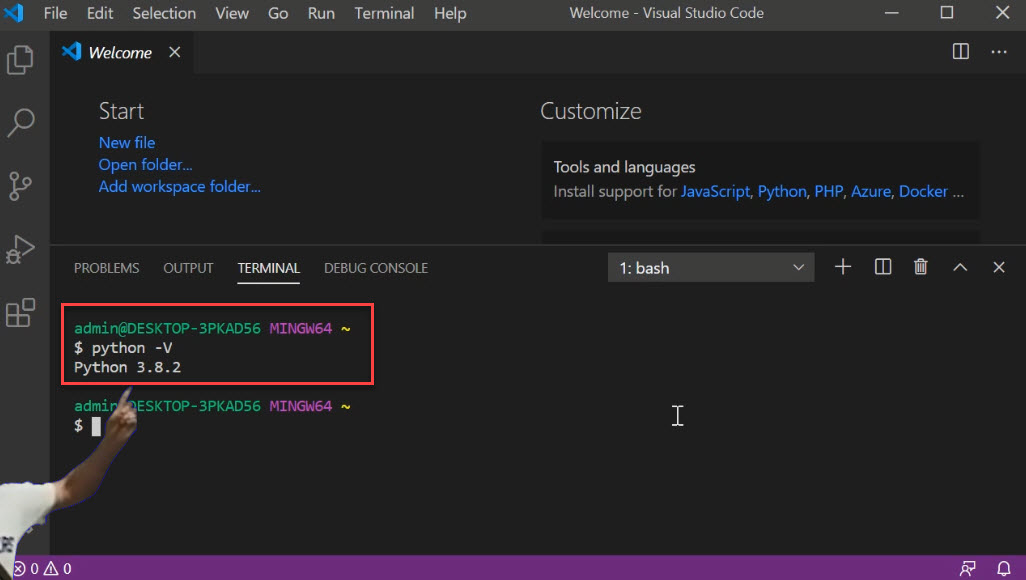 File Edit Selection View Go Run Terminal Help Welcome - Visual Studio Code
Welcome
Start
New file
Open folder...
Add workspace folder...
Customize
Tools and languages
Install support for JavaScript, Python, PHP, Azure, Docker ...
PROBLEMS OUTPUT TERMINAL DEBUG CONSOLE 1: bash
admin@DESKTOP-3PKAD56 MINGW64 ~
$ python -V
Python 3.8.2
admin@DESKTOP-3PKAD56 MINGW64 ~
$
0 0